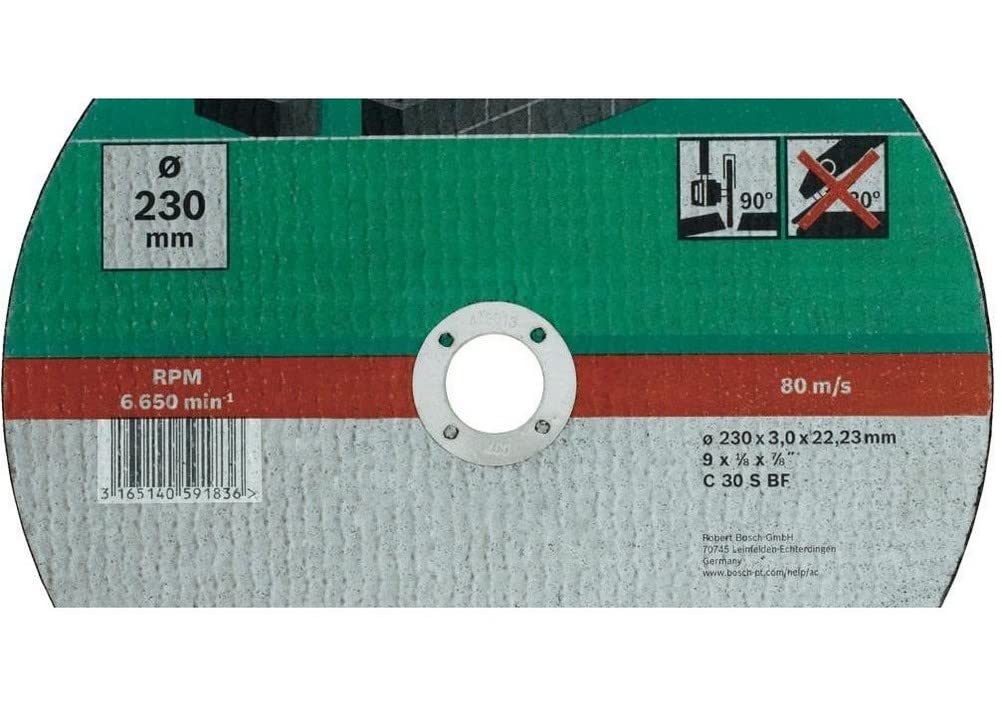 ø
230
mm
90º
RPM
6.650 min-1
80 m/s
3 165140 591836 >
ø 230 x 3,0 x 22,23 mm
9 x ⅛ x ⅞"
C 30 S BF
Robert Bosch GmbH
70745 Leinfelden-Echterdingen
Germany
www.bosch-pt.com/help/ac